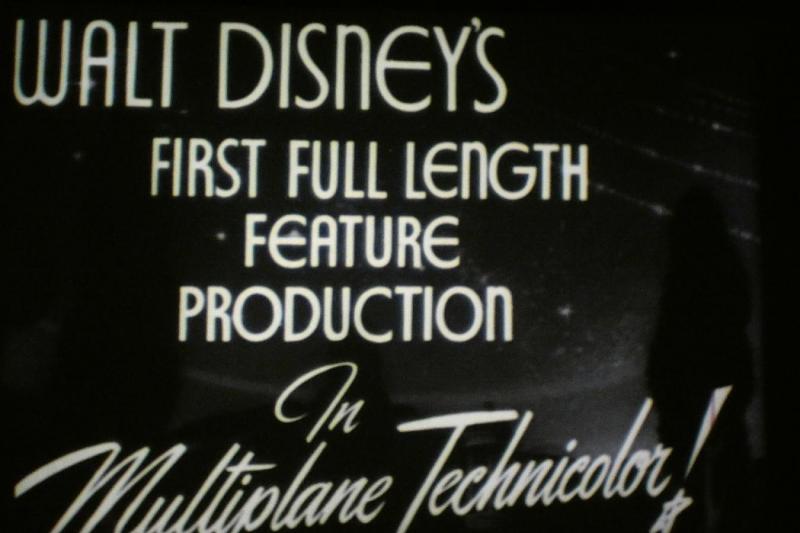 WALT DISNEY'S
FIRST FULL LENGTH
FEATURE
PRODUCTION
In
Multiplane Technicolor!